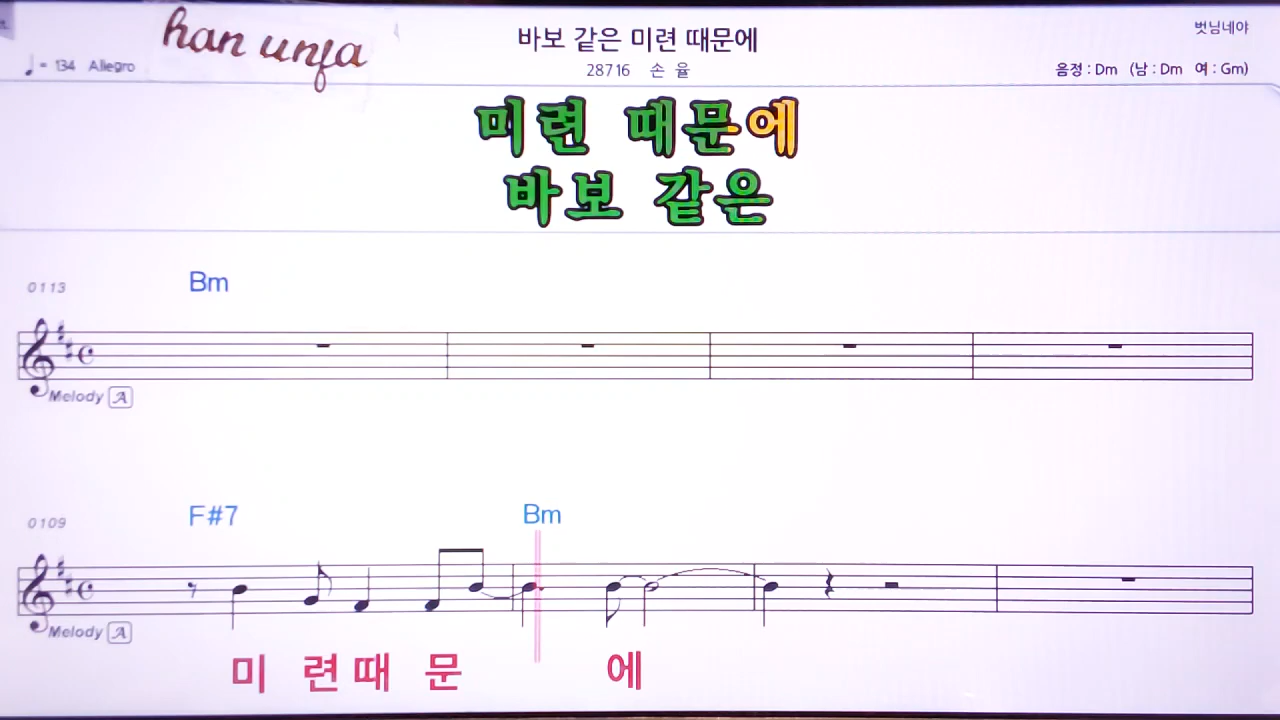 han unfa
바보 같은 미련 때문에
벗님네야
♩ = 134 Allegro
28716 손 율
음정 : Dm (남 : Dm 여 : Gm)
미련 때문에
바보 같은
0113
Bm
Melody A
0109
F#7 Bm
Melody A
미 련 때 문 에